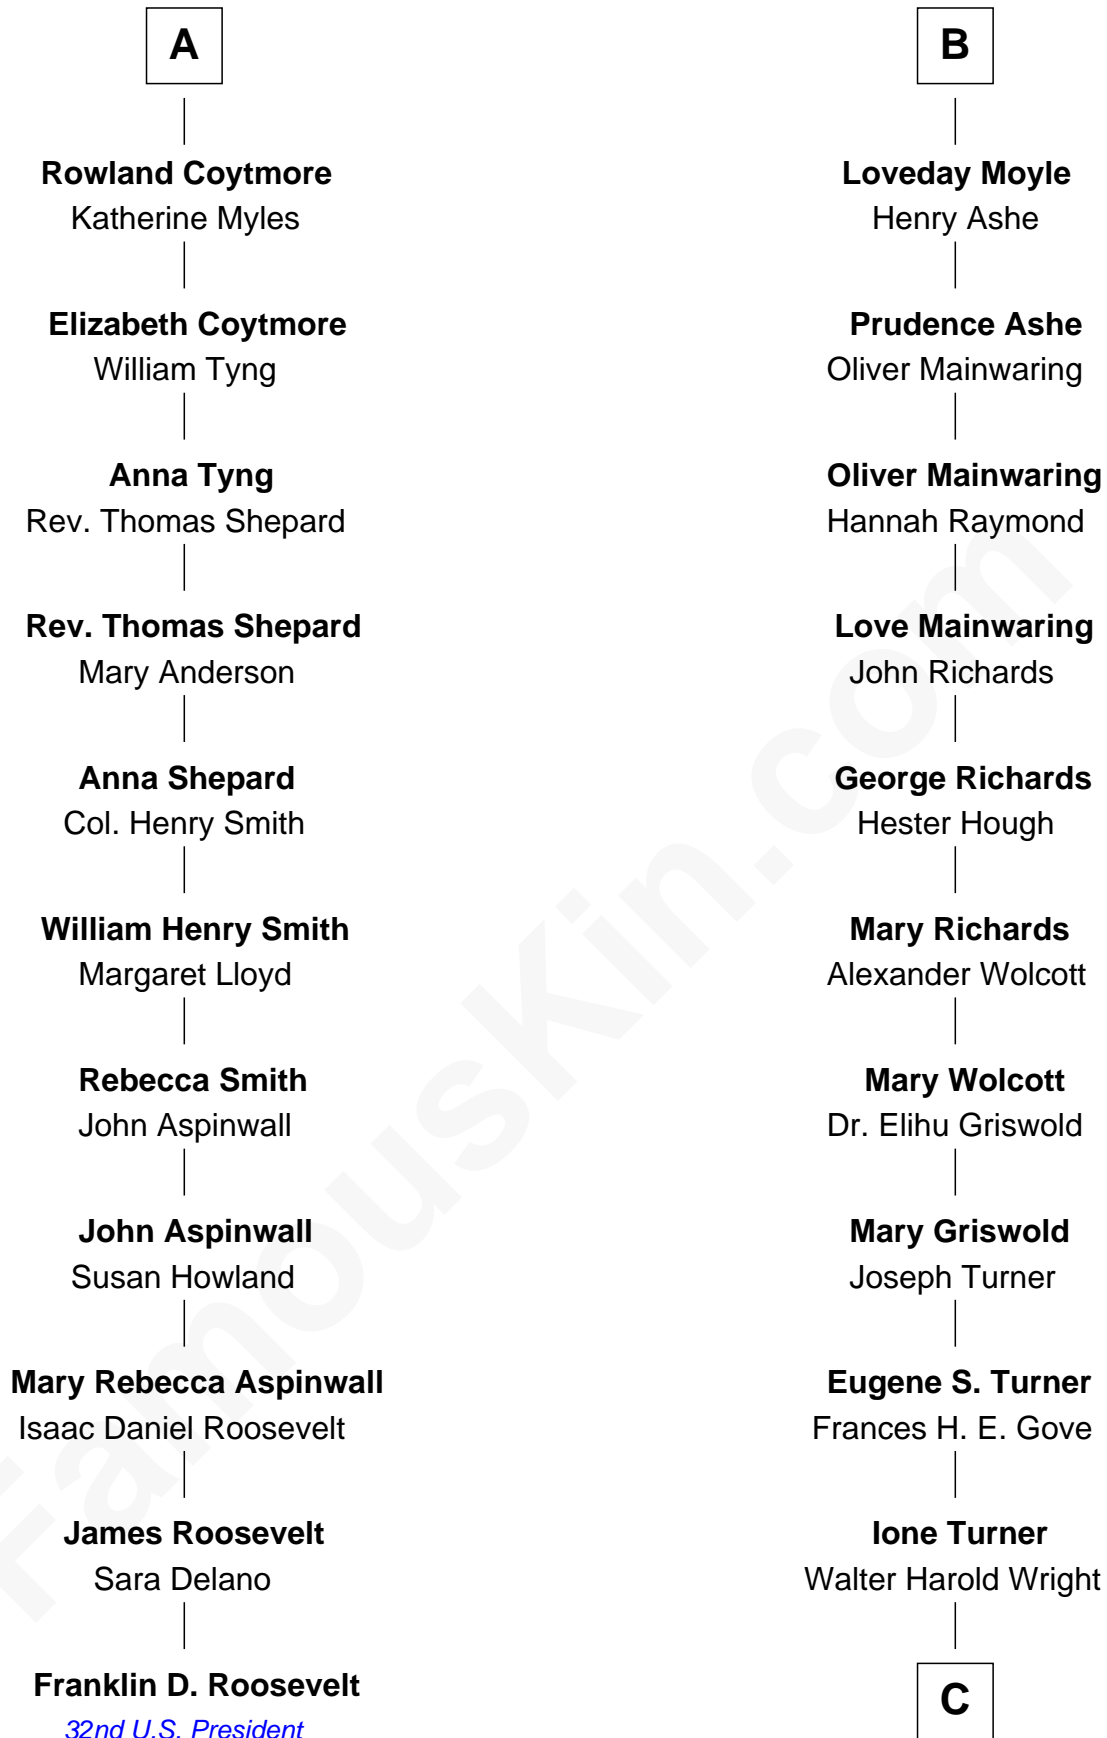 A
Rowland Coytmore
Katherine Myles
Elizabeth Coytmore
William Tyng
Anna Tyng
Rev. Thomas Shepard
Rev. Thomas Shepard
Mary Anderson
Anna Shepard
Col. Henry Smith
William Henry Smith
Margaret Lloyd
Rebecca Smith
John Aspinwall
John Aspinwall
Susan Howland
Mary Rebecca Aspinwall
Isaac Daniel Roosevelt
James Roosevelt
Sara Delano
Franklin D. Roosevelt
32nd U.S. President
B
Loveday Moyle
Henry Ashe
Prudence Ashe
Oliver Mainwaring
Oliver Mainwaring
Hannah Raymond
Love Mainwaring
John Richards
George Richards
Hester Hough
Mary Richards
Alexander Wolcott
Mary Wolcott
Dr. Elihu Griswold
Mary Griswold
Joseph Turner
Eugene S. Turner
Frances H. E. Gove
Ione Turner
Walter Harold Wright
C
FamousKin.com